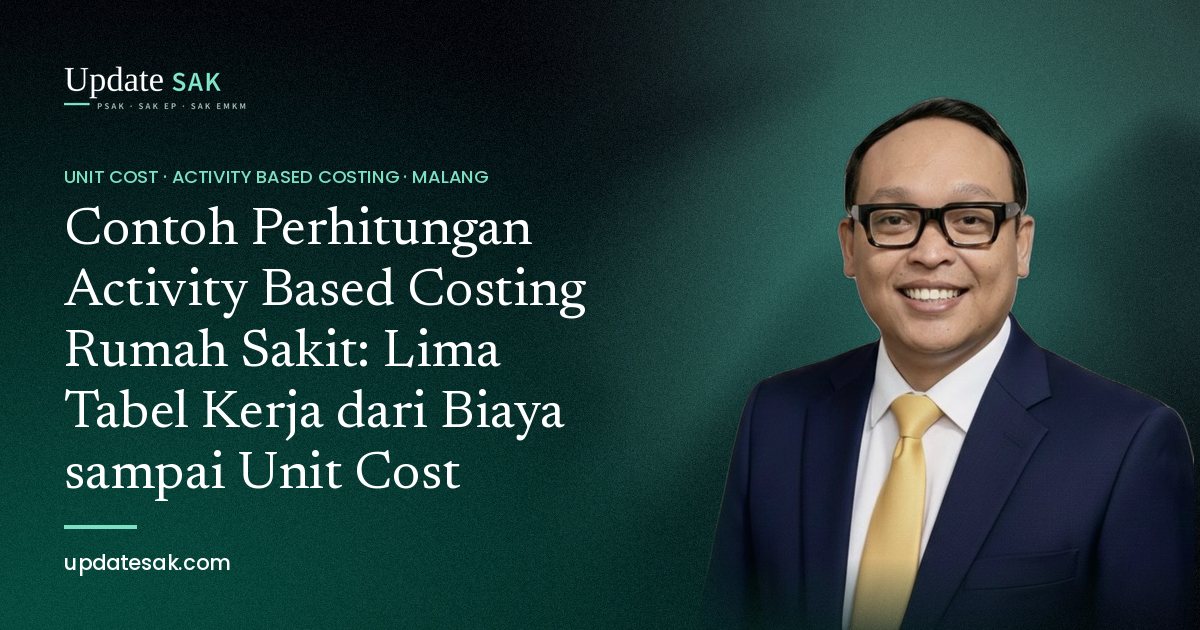 Update SAK
PSAK · SAK EP · SAK EMKM
UNIT COST · ACTIVITY BASED COSTING · MALANG
Contoh Perhitungan
Activity Based Costing
Rumah Sakit: Lima
Tabel Kerja dari Biaya
sampai Unit Cost
updatesak.com